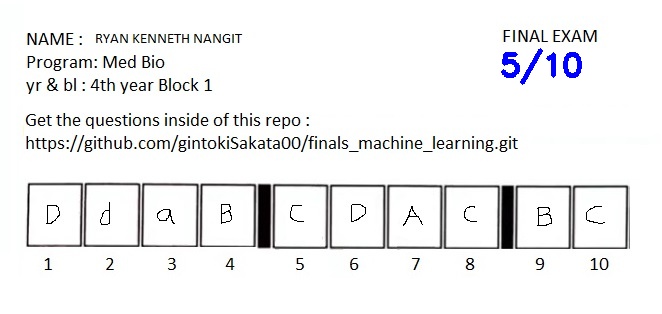 NAME : RYAN KENNETH NANGIT
FINAL EXAM
Program: Med Bio
5/10
yr & bl : 4th year Block 1
Get the questions inside of this repo :
https://github.com/gintokiSakata00/finals_machine_learning.git
D d a B C D A C B C
1 2 3 4 5 6 7 8 9 10